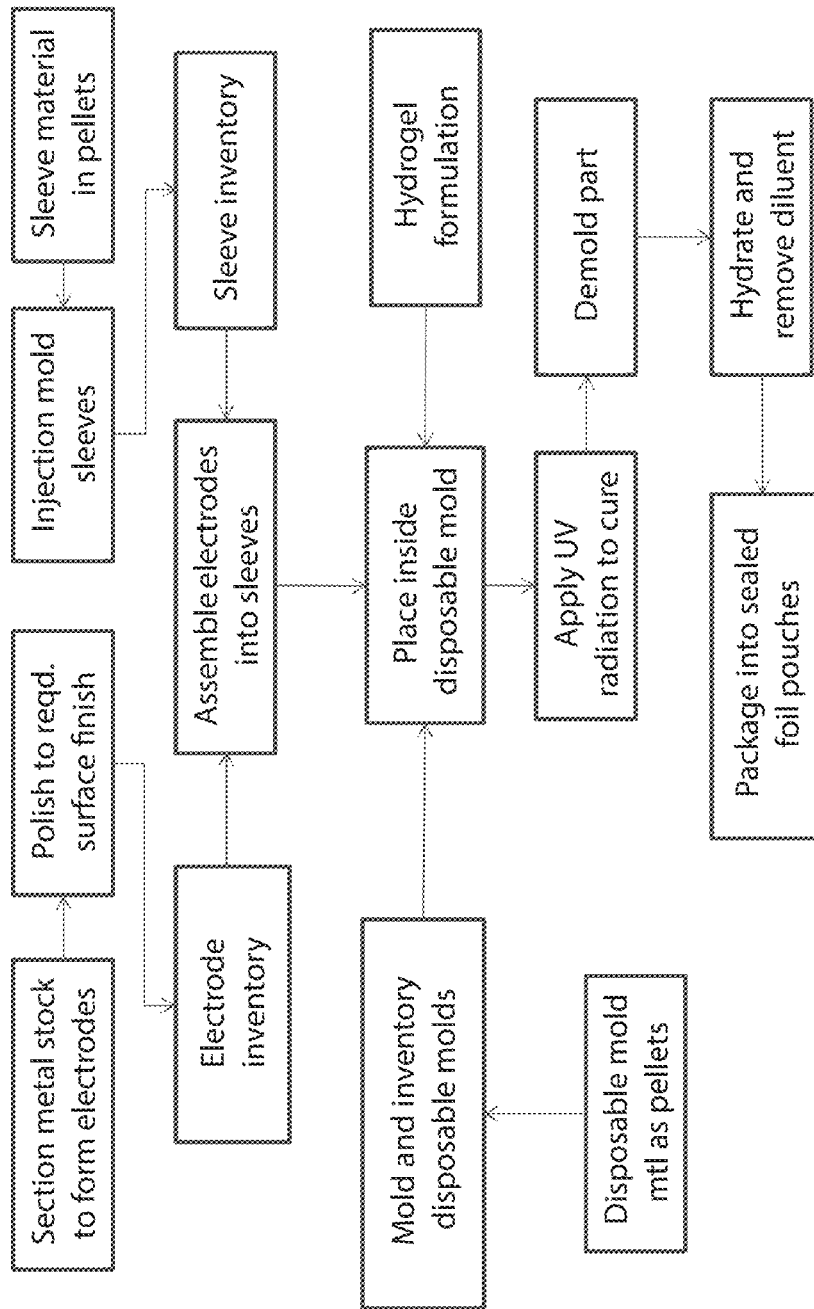 Section metal stock
to form electrodes
Polish to reqd.
surface finish
Injection mold
sleeves
Sleeve material
in pellets
Electrode
inventory
Assemble electrodes
into sleeves
Sleeve inventory
Mold and inventory
disposable molds
Place inside
disposable mold
Hydrogel
formulation
Disposable mold
mtl as pellets
Apply UV
radiation to cure
Demold part
Package into sealed
foil pouches
Hydrate and
remove diluent